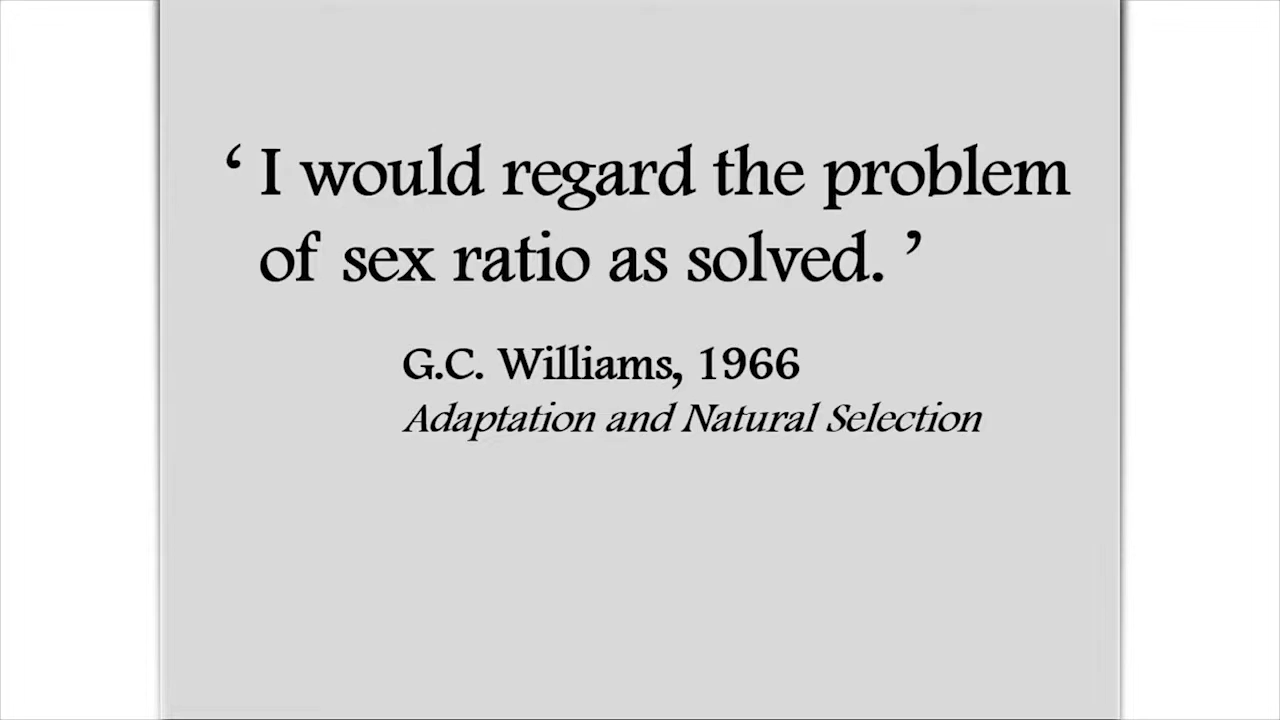 ‘ I would regard the problem
of sex ratio as solved. ’
G.C. Williams, 1966
Adaptation and Natural Selection